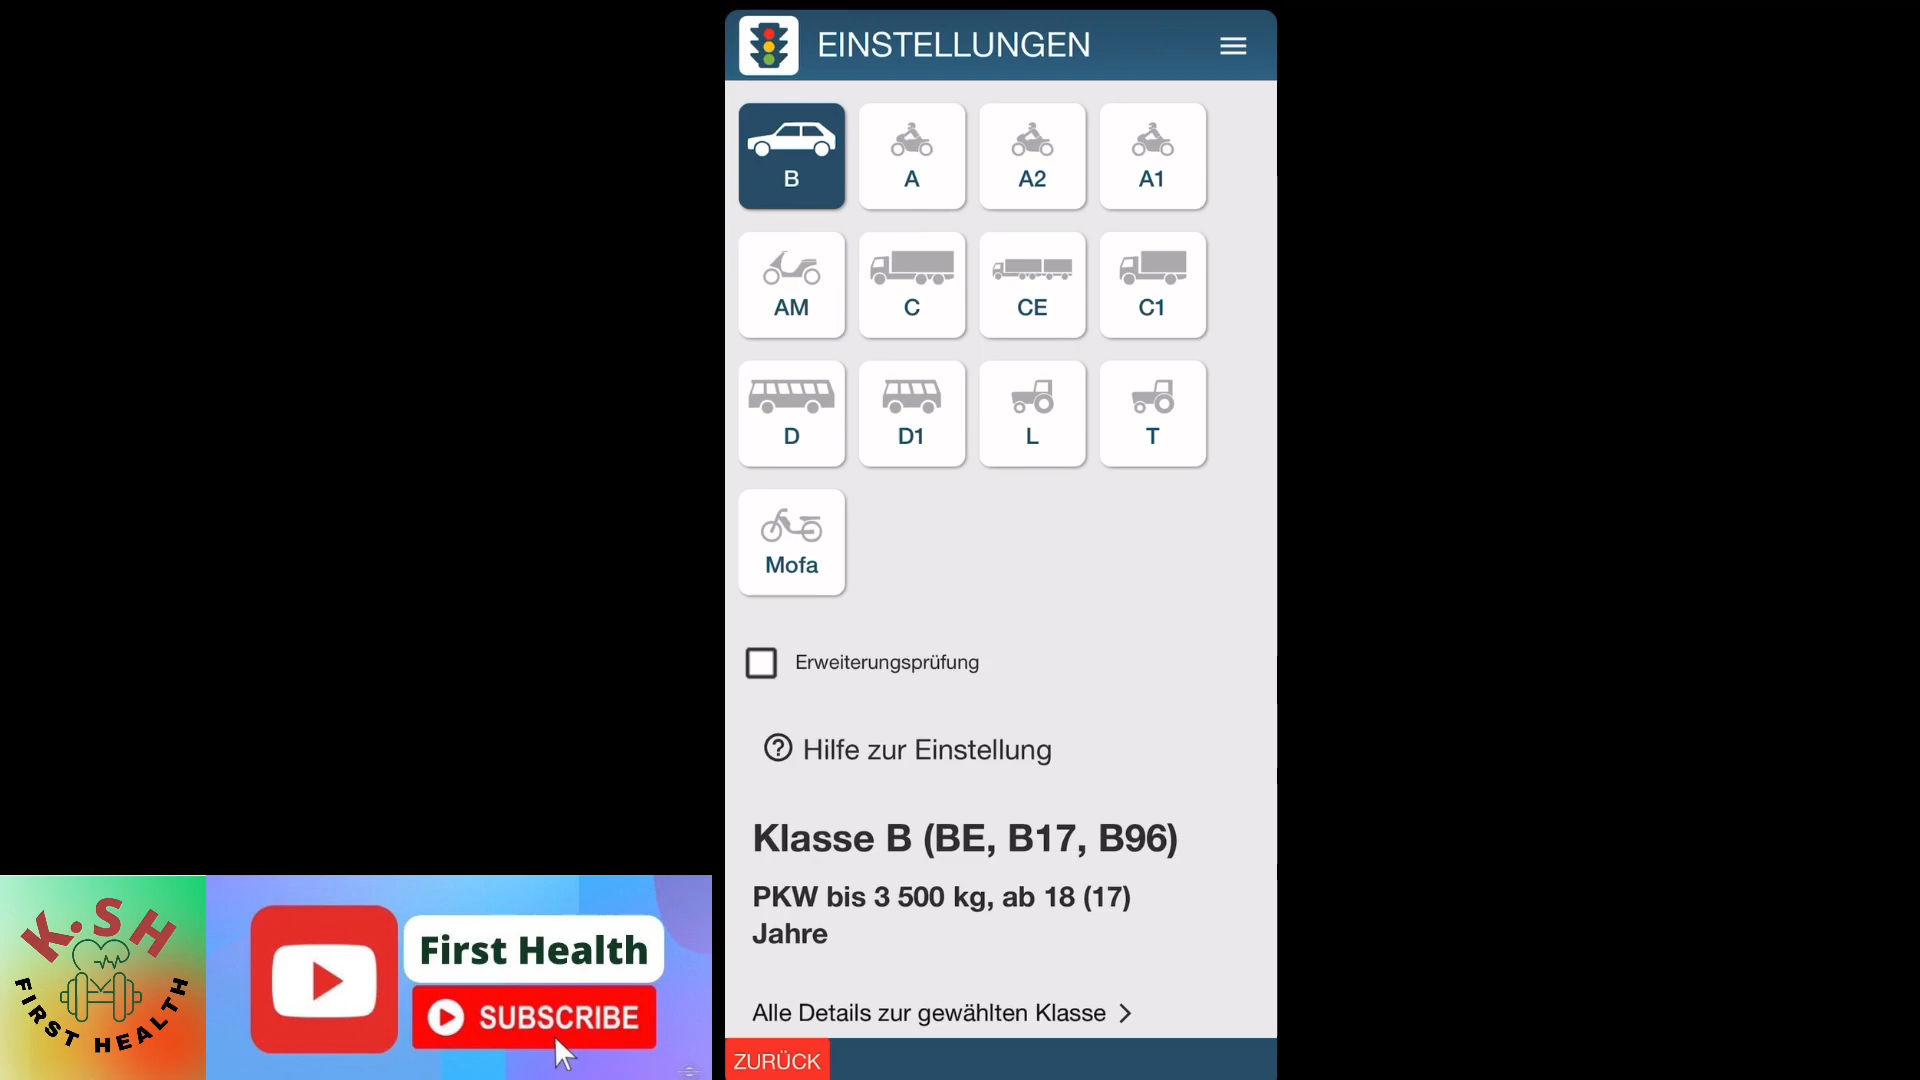 EINSTELLUNGEN
B
A
A2
A1
AM
C
CE
C1
D
D1
L
T
Mofa
Erweiterungsprüfung
Hilfe zur Einstellung
Klasse B (BE, B17, B96)
PKW bis 3 500 kg, ab 18 (17)
Jahre
Alle Details zur gewählten Klasse
ZURÜCK
K.SH
FIRST HEALTH
First Health
SUBSCRIBE